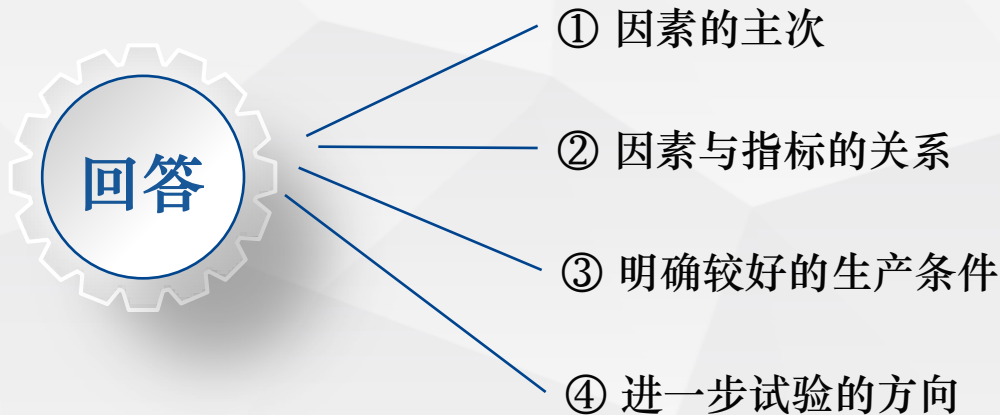 回答
① 因素的主次
② 因素与指标的关系
③ 明确较好的生产条件
④ 进一步试验的方向